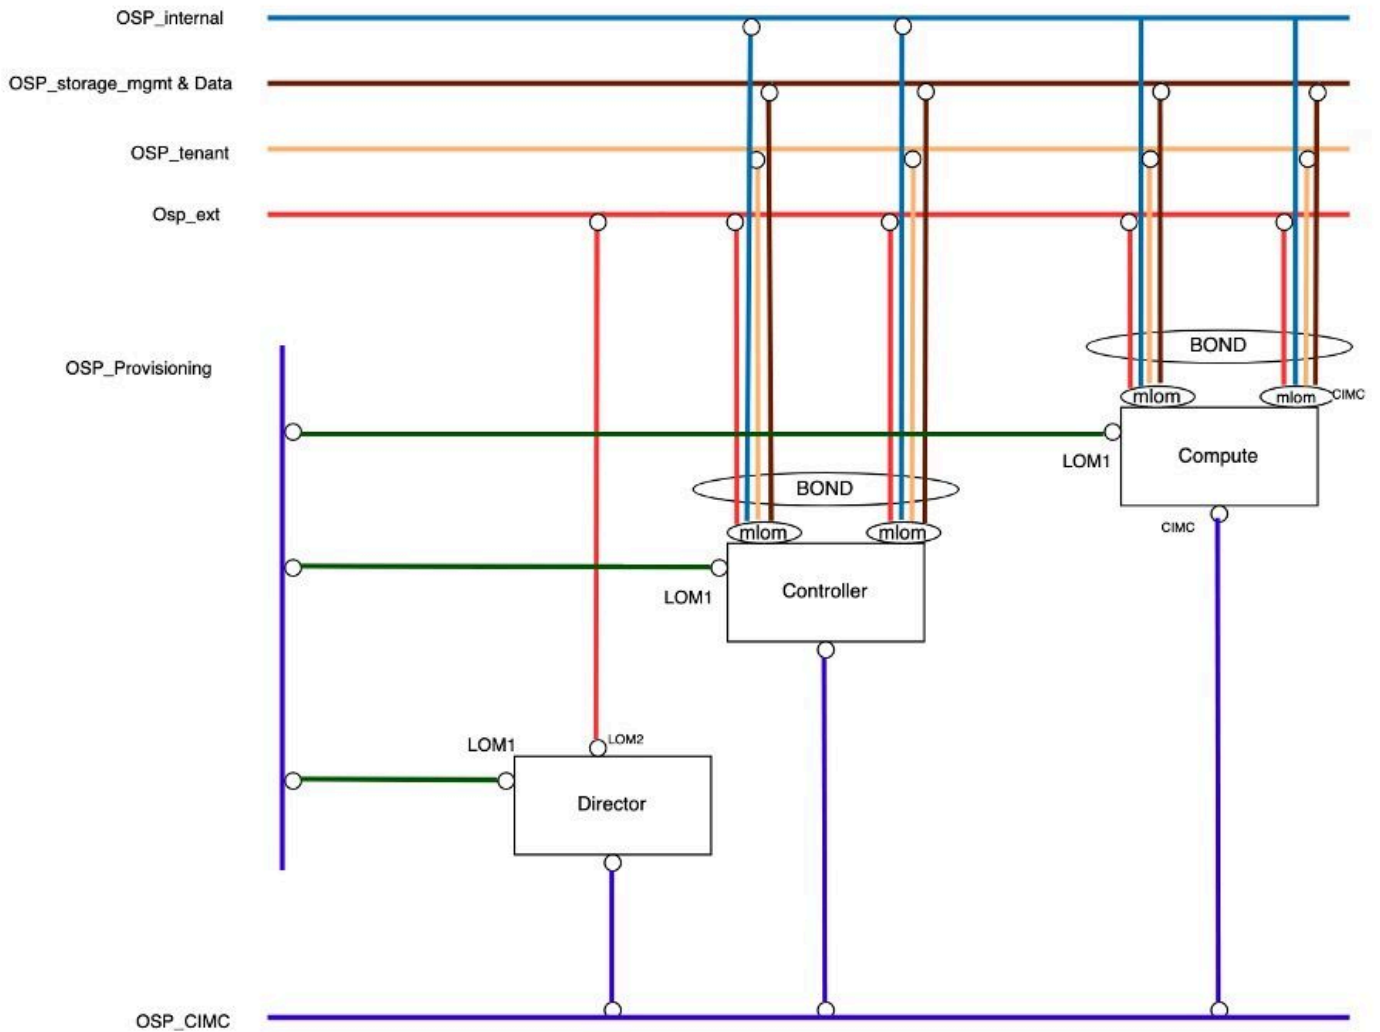 OSP_internal
OSP_storage_mgmt & Data
OSP_tenant
Osp_ext
OSP_Provisioning
BOND
mlom
mlom
CIMC
Compute
LOM1
CIMC
BOND
mlom
mlom
Controller
LOM1
LOM1
LOM2
Director
OSP_CIMC